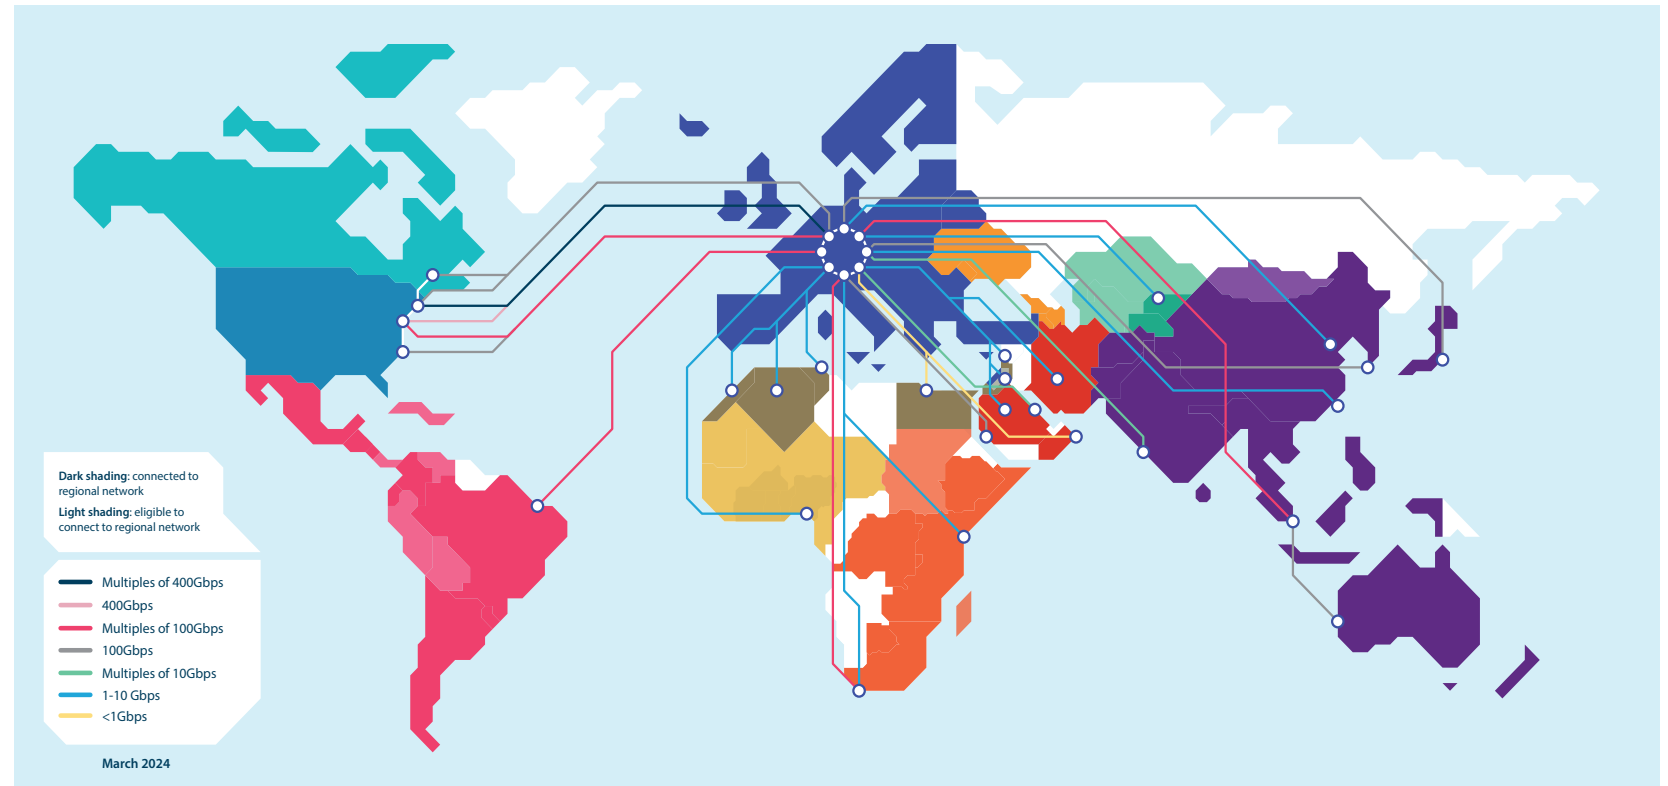 Dark shading: connected to
regional network
Light shading: eligible to
connect to regional network
Multiples of 400Gbps
400Gbps
Multiples of 100Gbps
100Gbps
Multiples of 10Gbps
1-10 Gbps
<1Gbps
March 2024